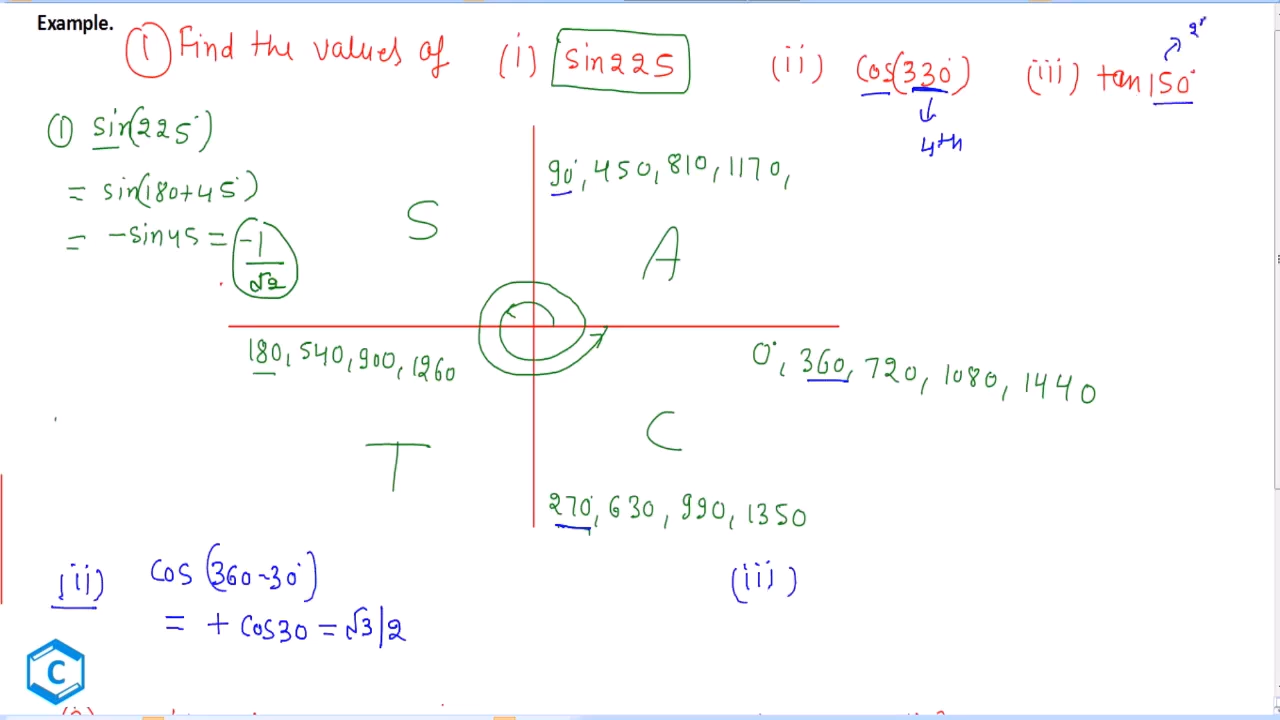 Example.
① Find the values of (i) sin225 (ii) cos(330°) (iii) tan150°
4th
① sin(225°)
= sin(180+45°)
= -sin45 = -1/√2
90°, 450, 810, 1170,
S
A
180, 540, 900, 1260
0°, 360, 720, 1080, 1440
T
C
270°, 630, 990, 1350
(ii) cos (360-30°)
= + cos30 = √3/2
(iii)
C